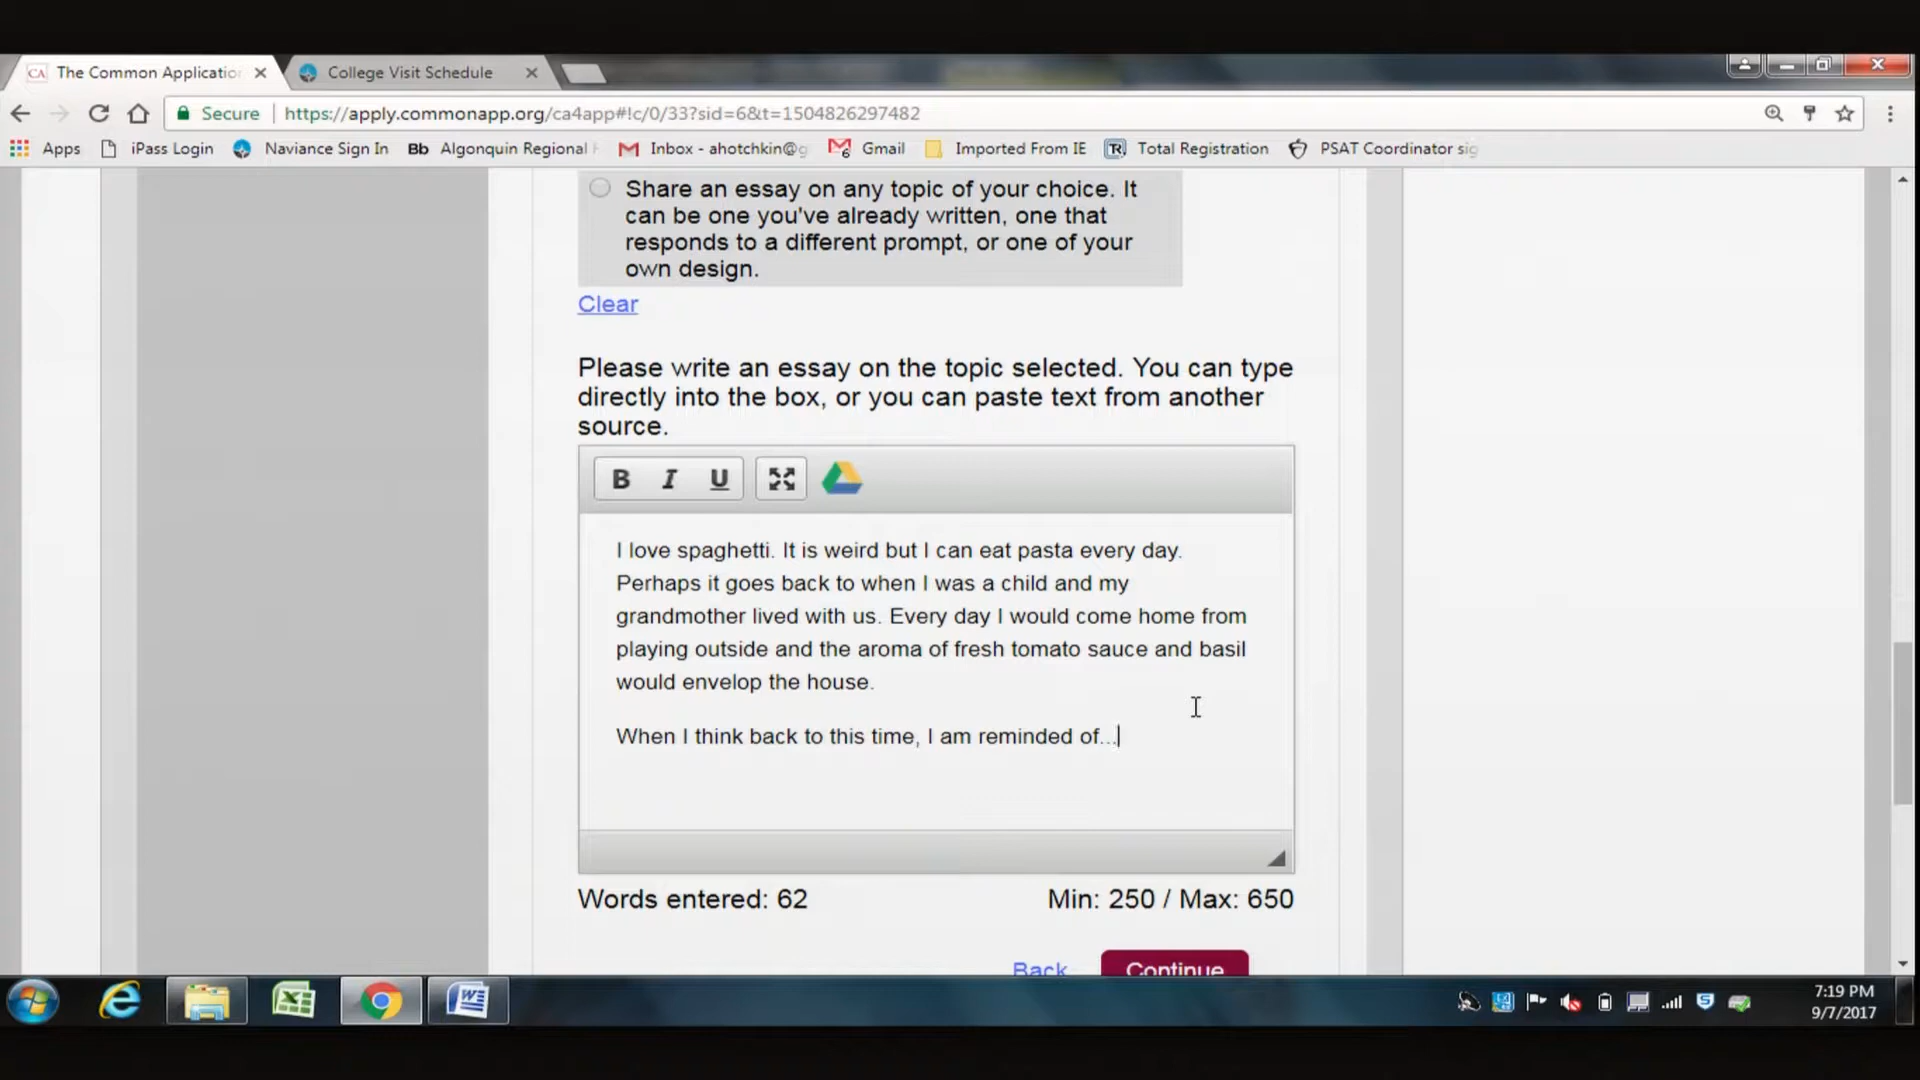 CA The Common Applicatio
College Visit Schedule
Secure https://apply.commonapp.org/ca4app#!c/0/33?sid=6&t=1504826297482
Apps iPass Login Naviance Sign In Bb Algonquin Regional Inbox - ahotchkin@g Gmail Imported From IE TR Total Registration PSAT Coordinator sig
Share an essay on any topic of your choice. It
can be one you've already written, one that
responds to a different prompt, or one of your
own design.
Clear
Please write an essay on the topic selected. You can type
directly into the box, or you can paste text from another
source.
B I U
I love spaghetti. It is weird but I can eat pasta every day.
Perhaps it goes back to when I was a child and my
grandmother lived with us. Every day I would come home from
playing outside and the aroma of fresh tomato sauce and basil
would envelop the house.
When I think back to this time, I am reminded of...
Words entered: 62 Min: 250 / Max: 650
Back Continue
7:19 PM
9/7/2017